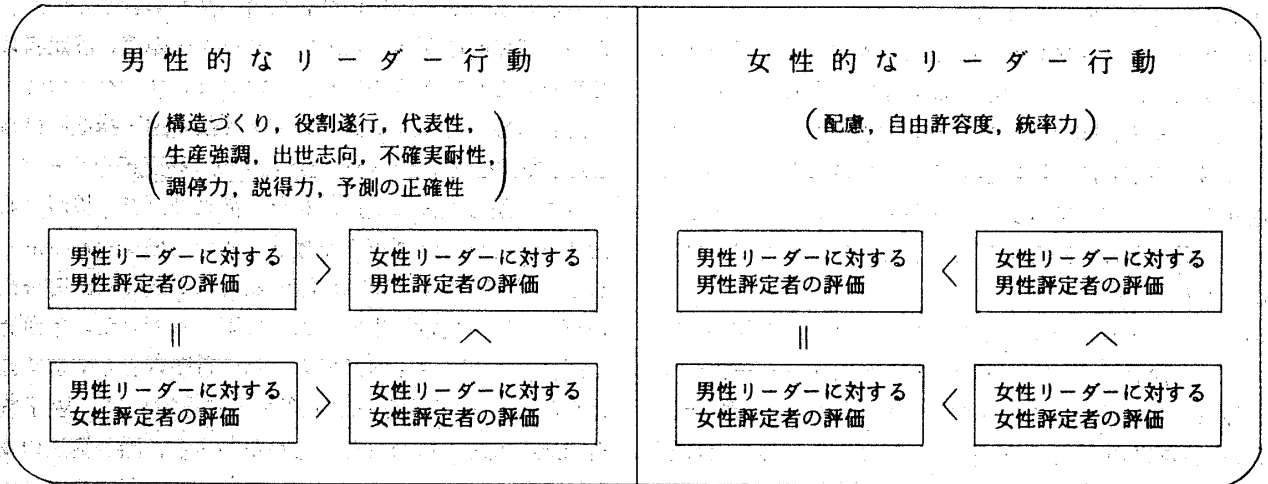 男性的なリーダー行動
構造づくり，役割遂行，代表性，
生産強調，出世志向，不確実耐性，
調停力，説得力，予測の正確性
男性リーダーに対する
男性評定者の評価
>
女性リーダーに対する
男性評定者の評価
||
∧
男性リーダーに対する
女性評定者の評価
>
女性リーダーに対する
女性評定者の評価
女性的なリーダー行動
(配慮，自由許容度，統率力)
男性リーダーに対する
男性評定者の評価
<
女性リーダーに対する
男性評定者の評価
||
∧
男性リーダーに対する
女性評定者の評価
<
女性リーダーに対する
女性評定者の評価